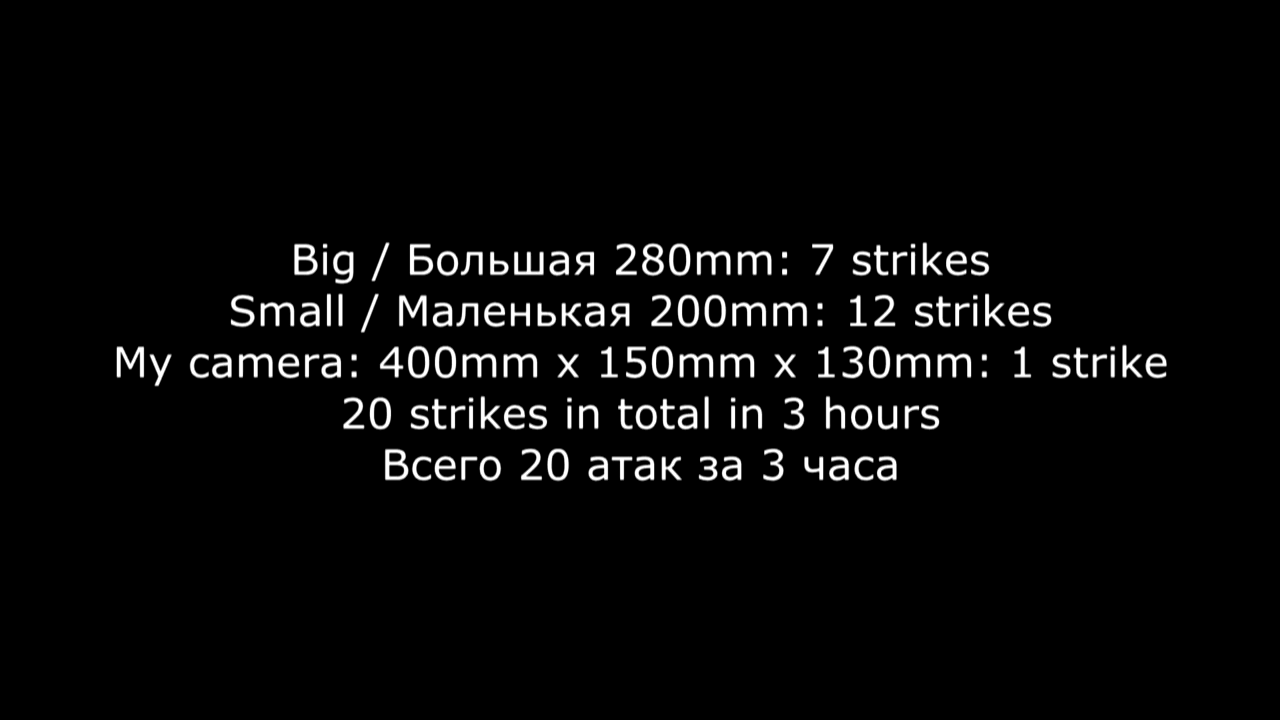 Big / Большая 280mm: 7 strikes
Small / Маленькая 200mm: 12 strikes
My camera: 400mm x 150mm x 130mm: 1 strike
20 strikes in total in 3 hours
Всего 20 атак за 3 часа